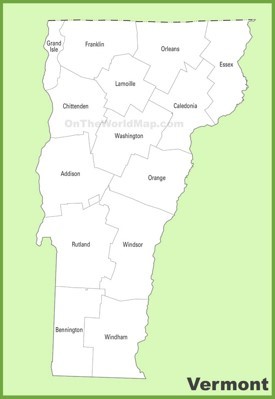 Grand
Isle
Franklin
Orleans
Essex
Lamoille
Chittenden
Caledonia
OnTheWorldMap.com
Washington
Addison
Orange
Rutland
Windsor
Bennington
Windham
Vermont